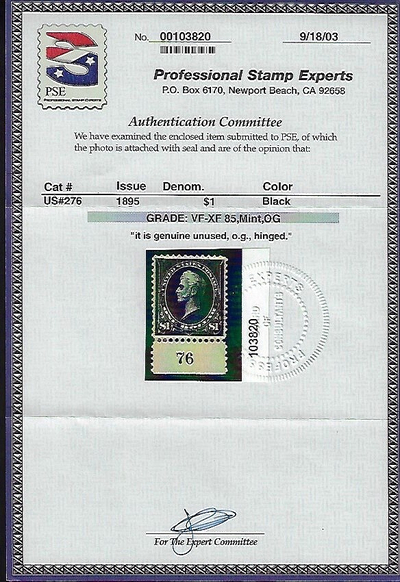 No. 00103820
9/18/03
PSE
PROFESSIONAL STAMP EXPERTS
Professional Stamp Experts
P.O. Box 6170, Newport Beach, CA 92658
Authentication Committee
We have examined the enclosed item submitted to PSE, of which
the photo is attached with seal and are of the opinion that:
Cat # Issue Denom. Color
US#276 1895 $1 Black
GRADE: VF-XF 85,Mint,OG
"it is genuine unused, o.g., hinged."
$1 $1
76
103820
EXPERTS
For The Expert Committee